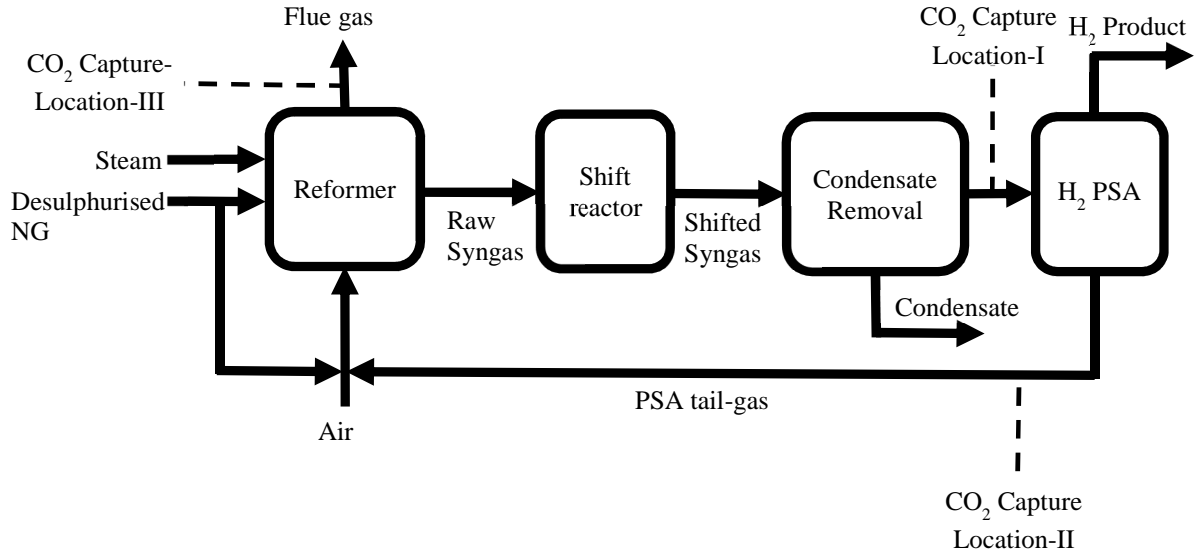 Flue gas
CO₂ Capture-
Location-III
CO₂ Capture
Location-I
H₂ Product
Steam
Desulphurised
NG
Reformer
Raw
Syngas
Shift
reactor
Shifted
Syngas
Condensate
Removal
H₂ PSA
Condensate
PSA tail-gas
Air
CO₂ Capture
Location-II